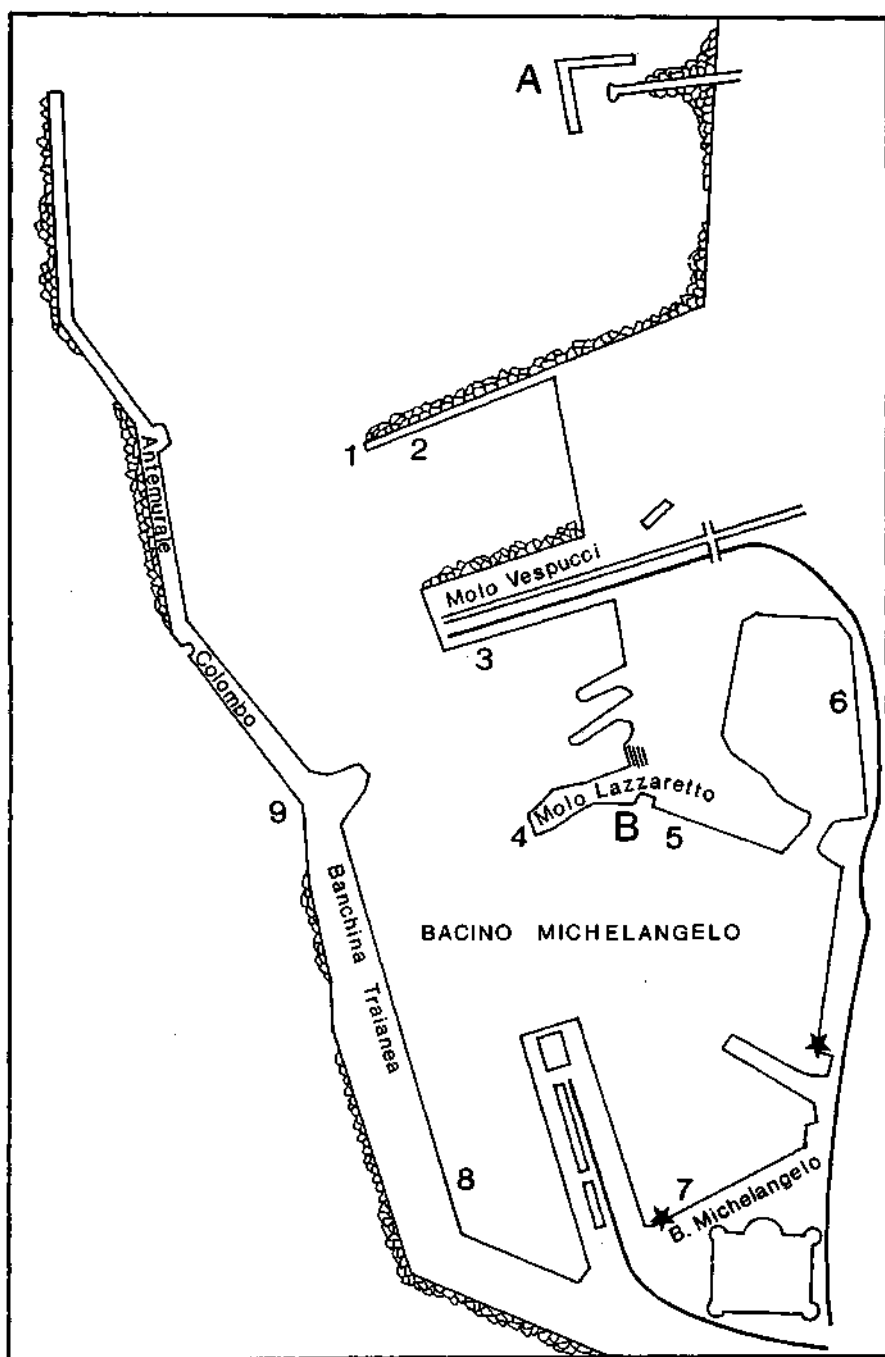 A
1
2
Antemurale
Molo Vespucci
3
Colombo
6
Molo Lazzaretto
4
B
5
9
Banchina Traianea
BACINO MICHELANGELO
8
7
B. Michelangelo